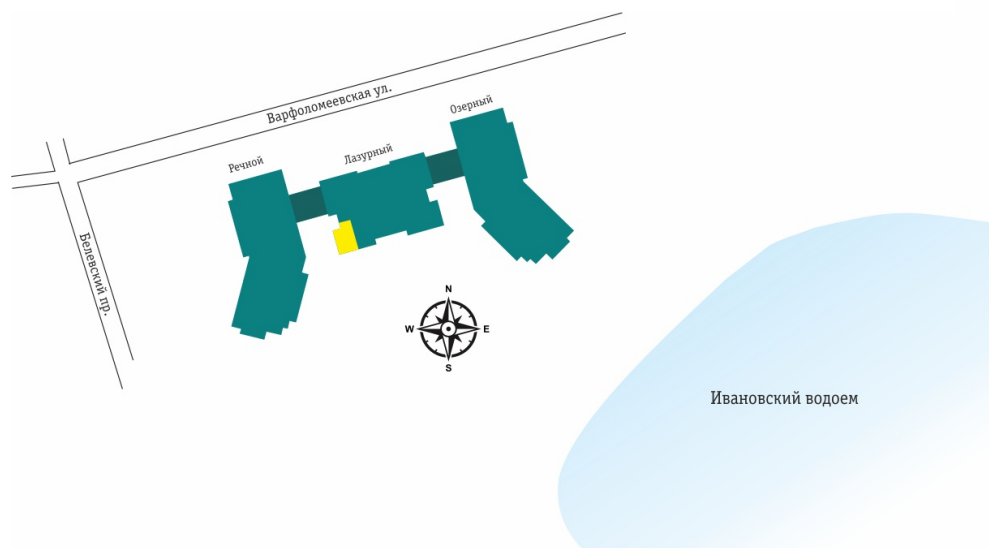 Варфоломеевская ул.
Озерный
Лазурный
Речной
Белевский пр.
N
W
E
S
Ивановский водоем